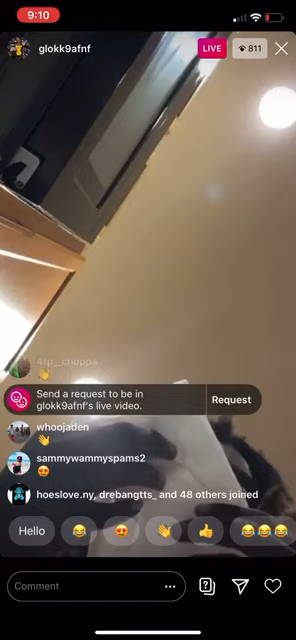 9:10
glokk9afnf
LIVE
811
4tp__choppa
👋
Send a request to be in
glokk9afnf's live video.
Request
whoojaden
👋
sammywammyspams2
😍
hoeslove.ny, drebangtts_ and 48 others joined
Hello 😂 😍 👋 👍 😂😂😂
Comment